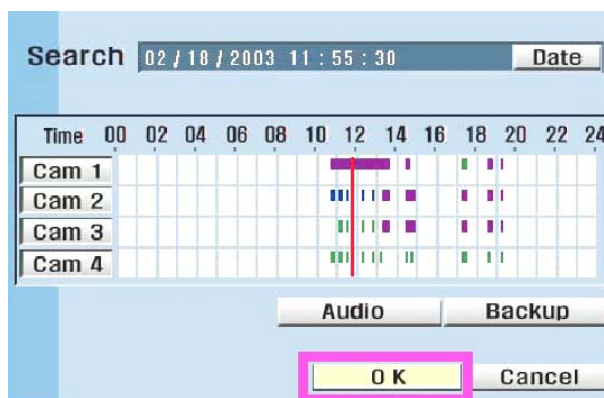 Search 02 / 18 / 2003 11 : 55 : 30 Date
Time 00 02 04 06 08 10 12 14 16 18 20 22 24
Cam 1
Cam 2
Cam 3
Cam 4
Audio Backup
OK Cancel